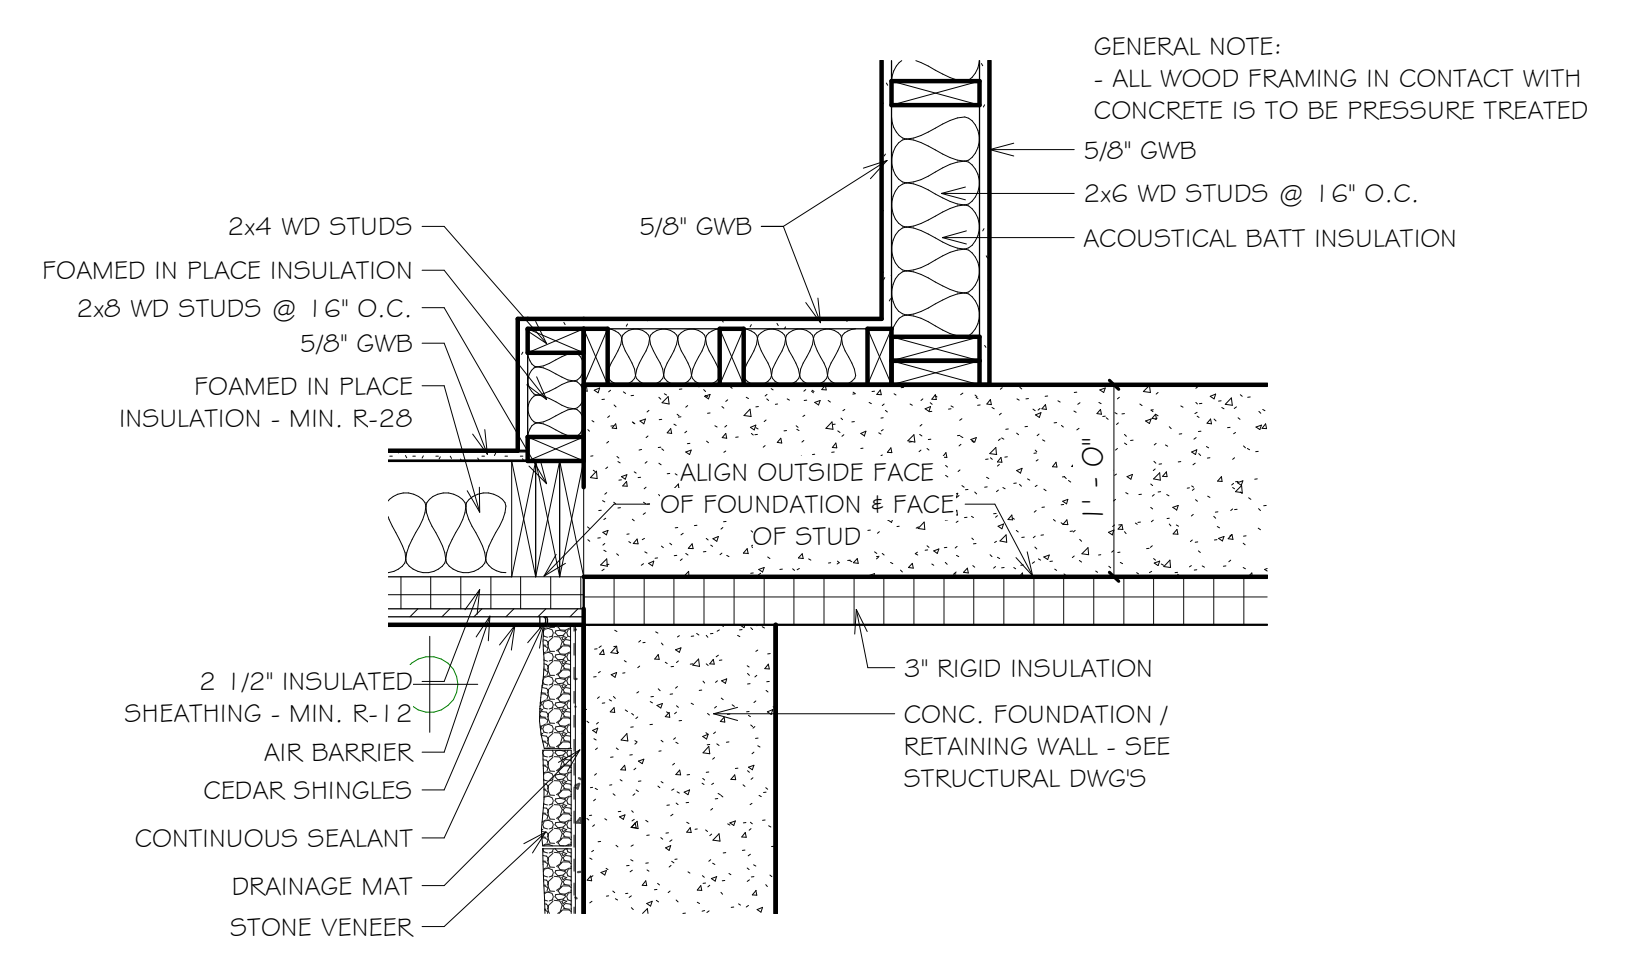 GENERAL NOTE:
- ALL WOOD FRAMING IN CONTACT WITH
CONCRETE IS TO BE PRESSURE TREATED
5/8" GWB
2x6 WD STUDS @ 16" O.C.
ACOUSTICAL BATT INSULATION
5/8" GWB
2x4 WD STUDS
FOAMED IN PLACE INSULATION
2x8 WD STUDS @ 16" O.C.
5/8" GWB
FOAMED IN PLACE
INSULATION - MIN. R-28
ALIGN OUTSIDE FACE
OF FOUNDATION & FACE
OF STUD
1'-0"
2 1/2" INSULATED
SHEATHING - MIN. R-12
AIR BARRIER
CEDAR SHINGLES
CONTINUOUS SEALANT
DRAINAGE MAT
STONE VENEER
3" RIGID INSULATION
CONC. FOUNDATION /
RETAINING WALL - SEE
STRUCTURAL DWG'S